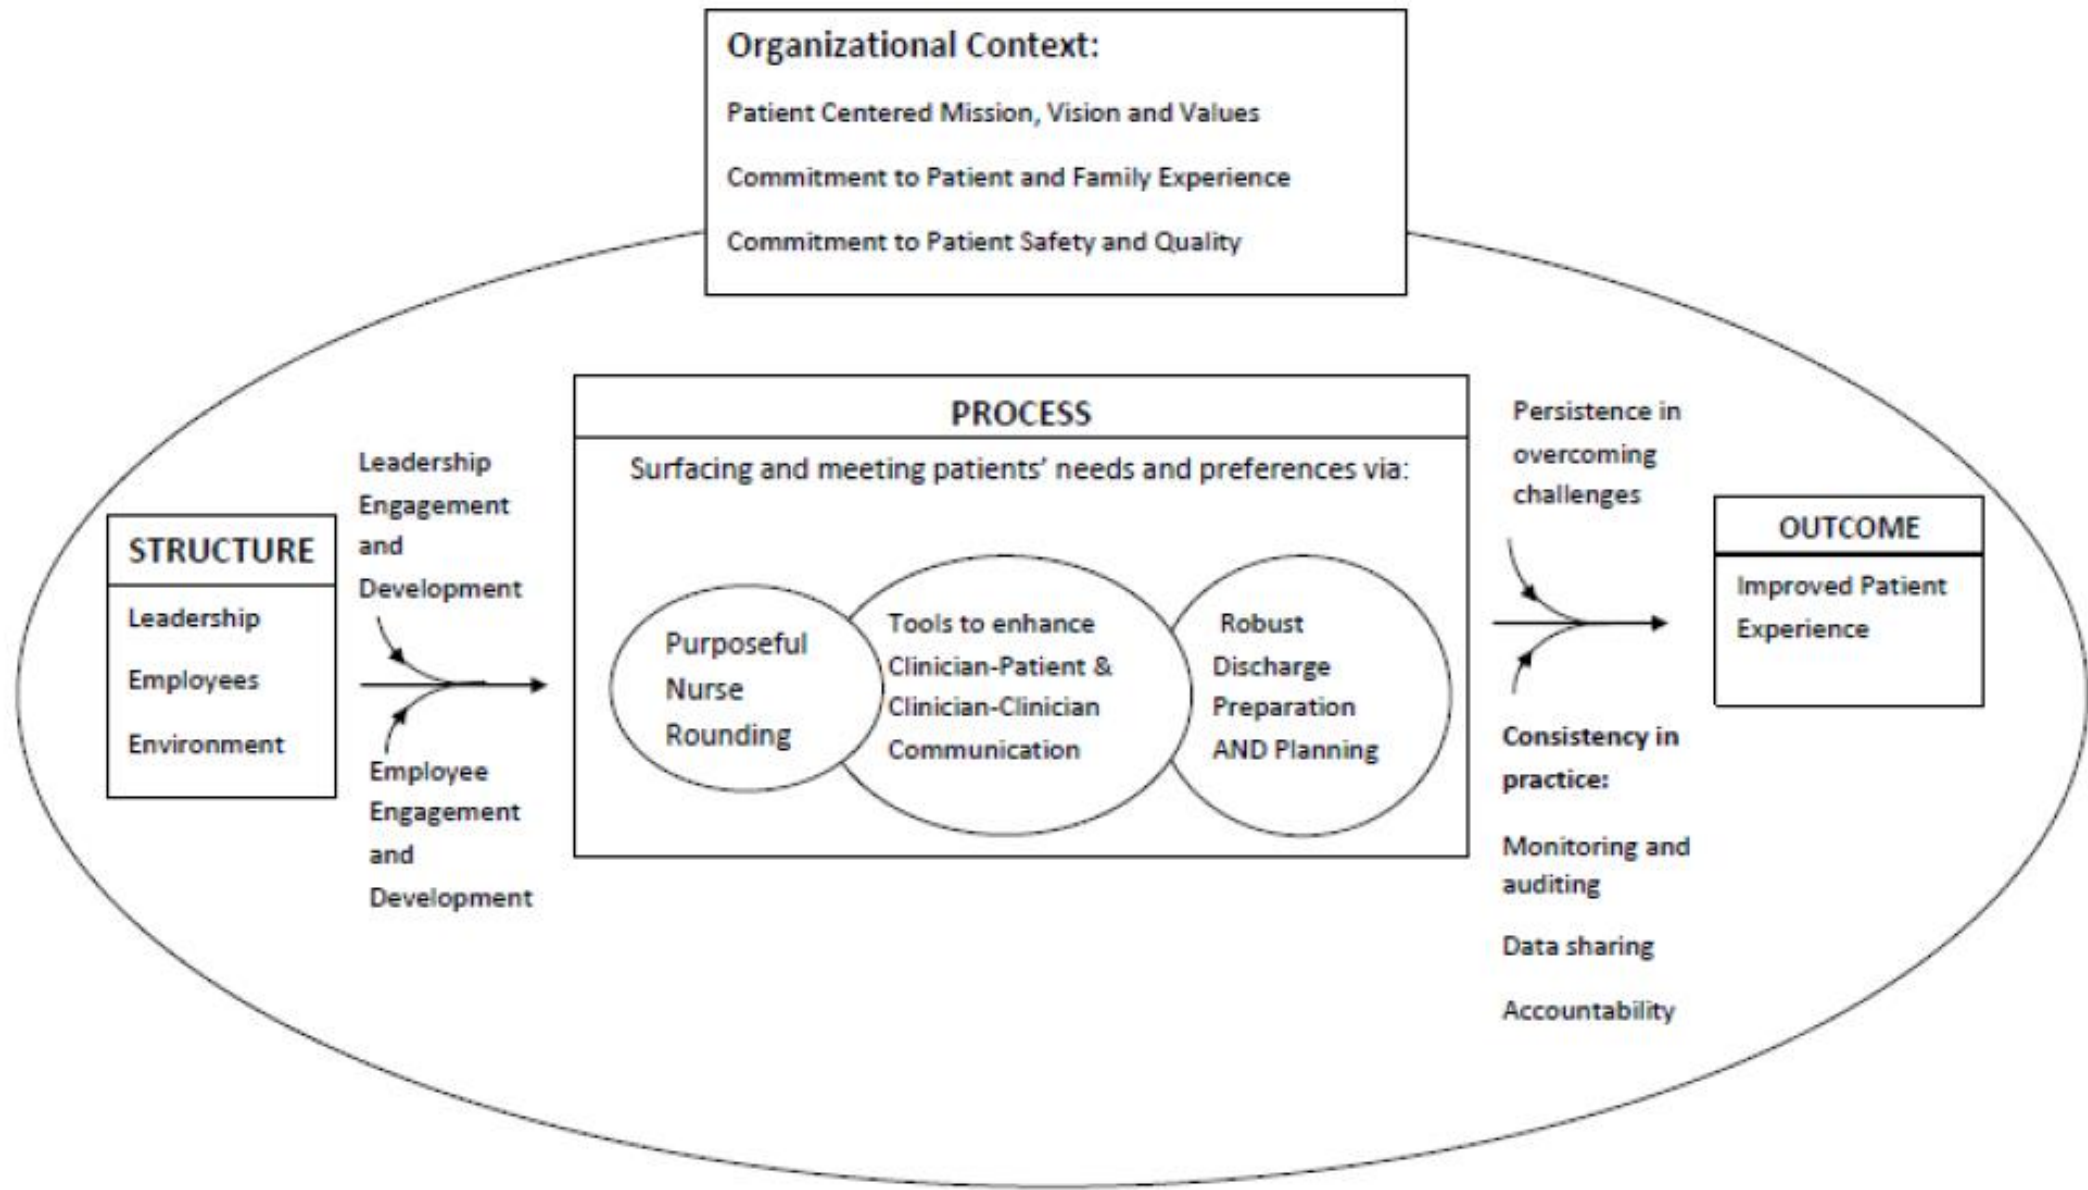 Organizational Context:
Patient Centered Mission, Vision and Values
Commitment to Patient and Family Experience
Commitment to Patient Safety and Quality
STRUCTURE
Leadership
Employees
Environment
Leadership
Engagement
and
Development
Employee
Engagement
and
Development
PROCESS
Surfacing and meeting patients’ needs and preferences via:
Purposeful
Nurse
Rounding
Tools to enhance
Clinician-Patient &
Clinician-Clinician
Communication
Robust
Discharge
Preparation
AND Planning
Persistence in
overcoming
challenges
Consistency in
practice:
Monitoring and
auditing
Data sharing
Accountability
OUTCOME
Improved Patient
Experience